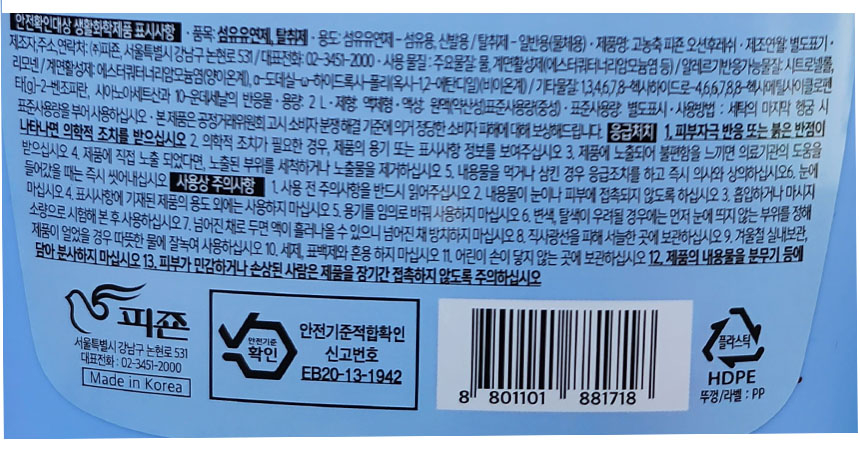 안전확인대상 생활화학제품 표시사항 · 품목: 섬유유연제, 탈취제 · 용도: 섬유유연제 – 섬유용, 신발용 / 탈취제 – 일반용(물체용) · 제품명: 고농축 피죤 오션후레쉬 · 제조연월: 별도표기 ·
제조자,주소,연락처: ㈜피죤, 서울특별시 강남구 논현로 531 / 대표전화: 02-3451-2000 · 사용 물질: 주요물질: 물, 계면활성제(에스터쿼터너리암모늄염 등) / 알레르기반응가능물질: 시트로넬롤,
리모넨 / 계면활성제: 에스터쿼터너리암모늄염(양이온계), α-도데실-ω-하이드록시-폴리(옥시-1,2-에탄디일)(비이온계) / 기타물질: 1,3,4,6,7,8-헥사하이드로-4,6,6,7,8,8-헥사메틸사이클로펜
타(g)-2-벤조피란, 시아노아세트산과 10-운데세날의 반응물 · 용량: 2 L · 제형: 액체형 · 액성: 원액(약산성)표준사용량(중성) · 표준사용량: 별도표시 · 사용방법 : 세탁의 마지막 헹굼 시
표준사용량을 부어 사용하십시오 · 본 제품은 공정거래위원회 고시 소비자 분쟁 해결 기준에 의거 정당한 소비자 피해에 대해 보상해드립니다. 응급처치 1. 피부자극 반응 또는 붉은 반점이
나타나면 의학적 조치를 받으십시오 2. 의학적 조치가 필요한 경우, 제품의 용기 또는 표시사항 정보를 보여주십시오 3. 제품에 노출되어 불편함을 느끼면 의료기관의 도움을
받으십시오 4. 제품에 직접 노출 되었다면, 노출된 부위를 세척하거나 노출물을 제거하십시오 5. 내용물을 먹거나 삼킨 경우 응급조치를 하고 즉시 의사와 상의하십시오 6. 눈에
들어갔을 때는 즉시 씻어내십시오 사용상 주의사항 1. 사용 전 주의사항을 반드시 읽어주십시오 2. 내용물이 눈이나 피부에 접촉되지 않도록 하십시오 3. 흡입하거나 마시지
마십시오 4. 표시사항에 기재된 제품의 용도 외에는 사용하지 마십시오 5. 용기를 임의로 바꿔 사용하지 마십시오 6. 변색, 탈색이 우려될 경우에는 먼저 눈에 띄지 않는 부위를 정해
소량으로 시험해 본 후 사용하십시오 7. 넘어진 채로 두면 액이 흘러나올 수 있으니 넘어진 채 방치하지 마십시오 8. 직사광선을 피해 서늘한 곳에 보관하십시오 9. 겨울철 실내보관,
제품이 얼었을 경우 따뜻한 물에 잠녹여 사용하십시오 10. 세제, 표백제와 혼용 하지 마십시오 11. 어린이 손이 닿지 않는 곳에 보관하십시오 12. 제품의 내용물을 분무기 등에
담아 분사하지 마십시오 13. 피부가 민감하거나 손상된 사람은 제품을 장기간 접촉하지 않도록 주의하십시오
피죤
서울특별시 강남구 논현로 531
대표전화 : 02-3451-2000
Made in Korea
안전기준
확인
안전기준적합확인
신고번호
EB20-13-1942
8 801101 881718
플라스틱
HDPE
뚜껑/라벨 : PP